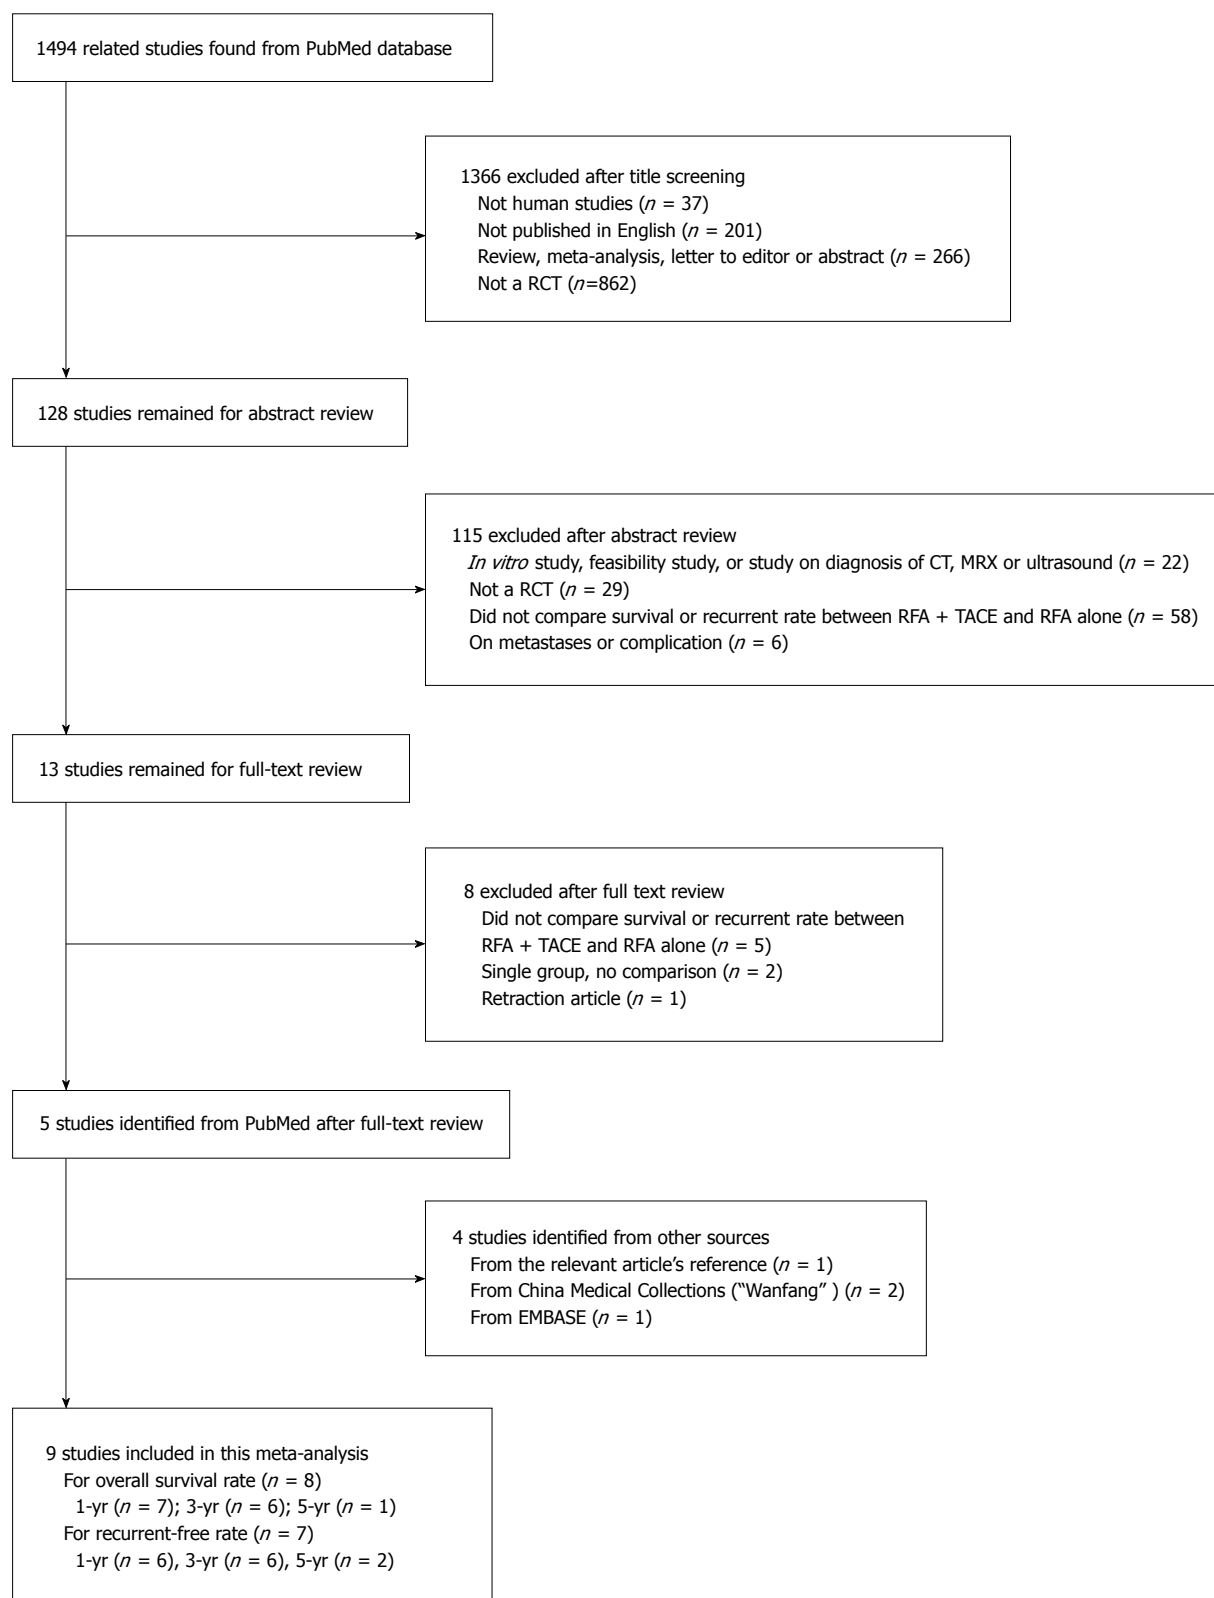 1494 related studies found from PubMed database
1366 excluded after title screening
Not human studies (n = 37)
Not published in English (n = 201)
Review, meta-analysis, letter to editor or abstract (n = 266)
Not a RCT (n=862)
128 studies remained for abstract review
115 excluded after abstract review
In vitro study, feasibility study, or study on diagnosis of CT, MRX or ultrasound (n = 22)
Not a RCT (n = 29)
Did not compare survival or recurrent rate between RFA + TACE and RFA alone (n = 58)
On metastases or complication (n = 6)
13 studies remained for full-text review
8 excluded after full text review
Did not compare survival or recurrent rate between
RFA + TACE and RFA alone (n = 5)
Single group, no comparison (n = 2)
Retraction article (n = 1)
5 studies identified from PubMed after full-text review
4 studies identified from other sources
From the relevant article’s reference (n = 1)
From China Medical Collections (“Wanfang” ) (n = 2)
From EMBASE (n = 1)
9 studies included in this meta-analysis
For overall survival rate (n = 8)
1-yr (n = 7); 3-yr (n = 6); 5-yr (n = 1)
For recurrent-free rate (n = 7)
1-yr (n = 6), 3-yr (n = 6), 5-yr (n = 2)